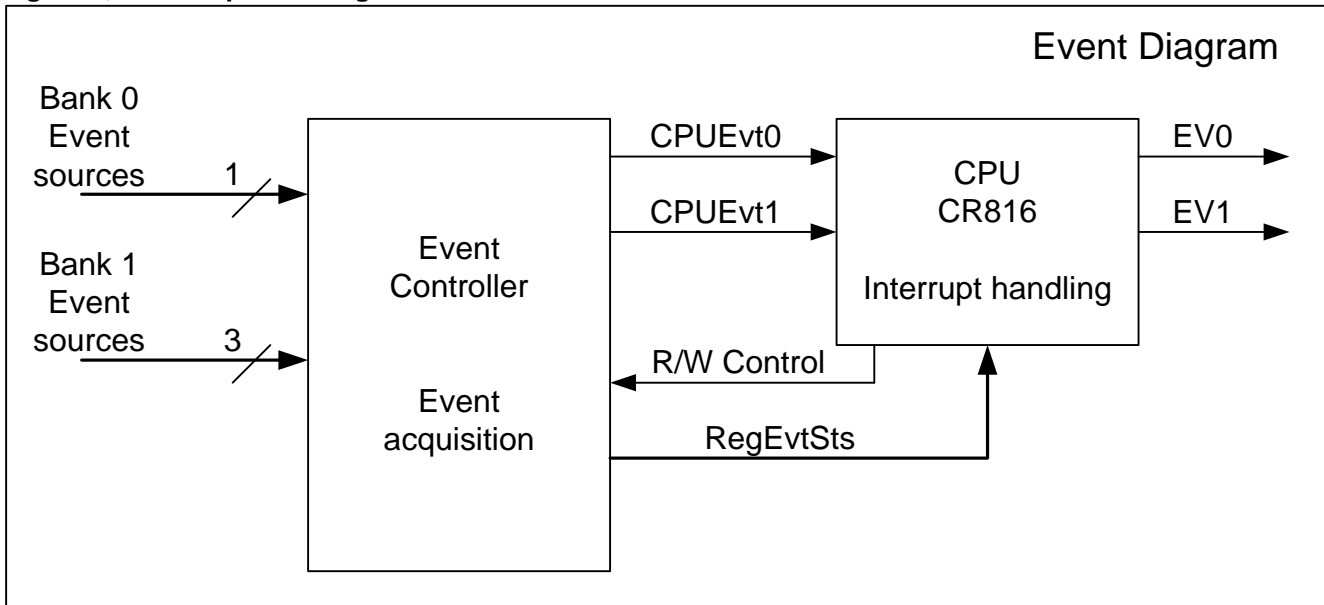 Event Diagram
Bank 0
Event
sources
1
Bank 1
Event
sources
3
Event
Controller
Event
acquisition
CPUEvt0
CPUEvt1
CPU
CR816
Interrupt handling
EV0
EV1
R/W Control
RegEvtSts